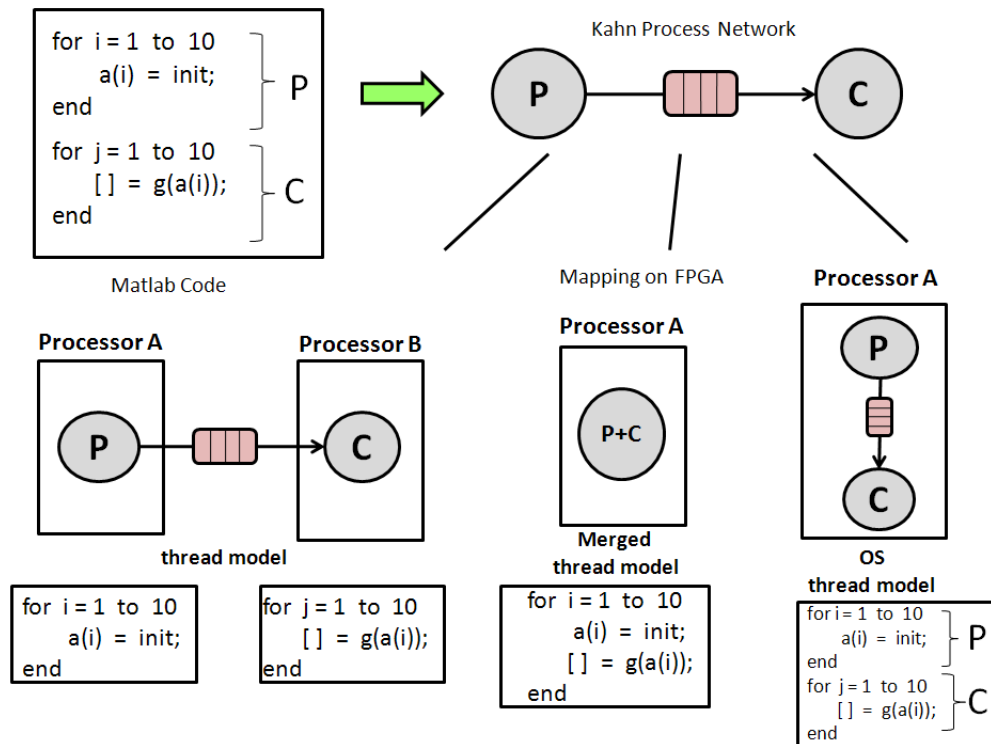 for i = 1 to 10
a(i) = init;
end
P
for j = 1 to 10
[ ] = g(a(i));
end
C
Matlab Code
Kahn Process Network
P
C
Mapping on FPGA
Processor A
P
Processor B
C
thread model
for i = 1 to 10
a(i) = init;
end
for j = 1 to 10
[ ] = g(a(i));
end
Processor A
P+C
Merged
thread model
for i = 1 to 10
a(i) = init;
[ ] = g(a(i));
end
Processor A
P
C
OS
thread model
for i = 1 to 10
a(i) = init;
end
P
for j = 1 to 10
[ ] = g(a(i));
end
C